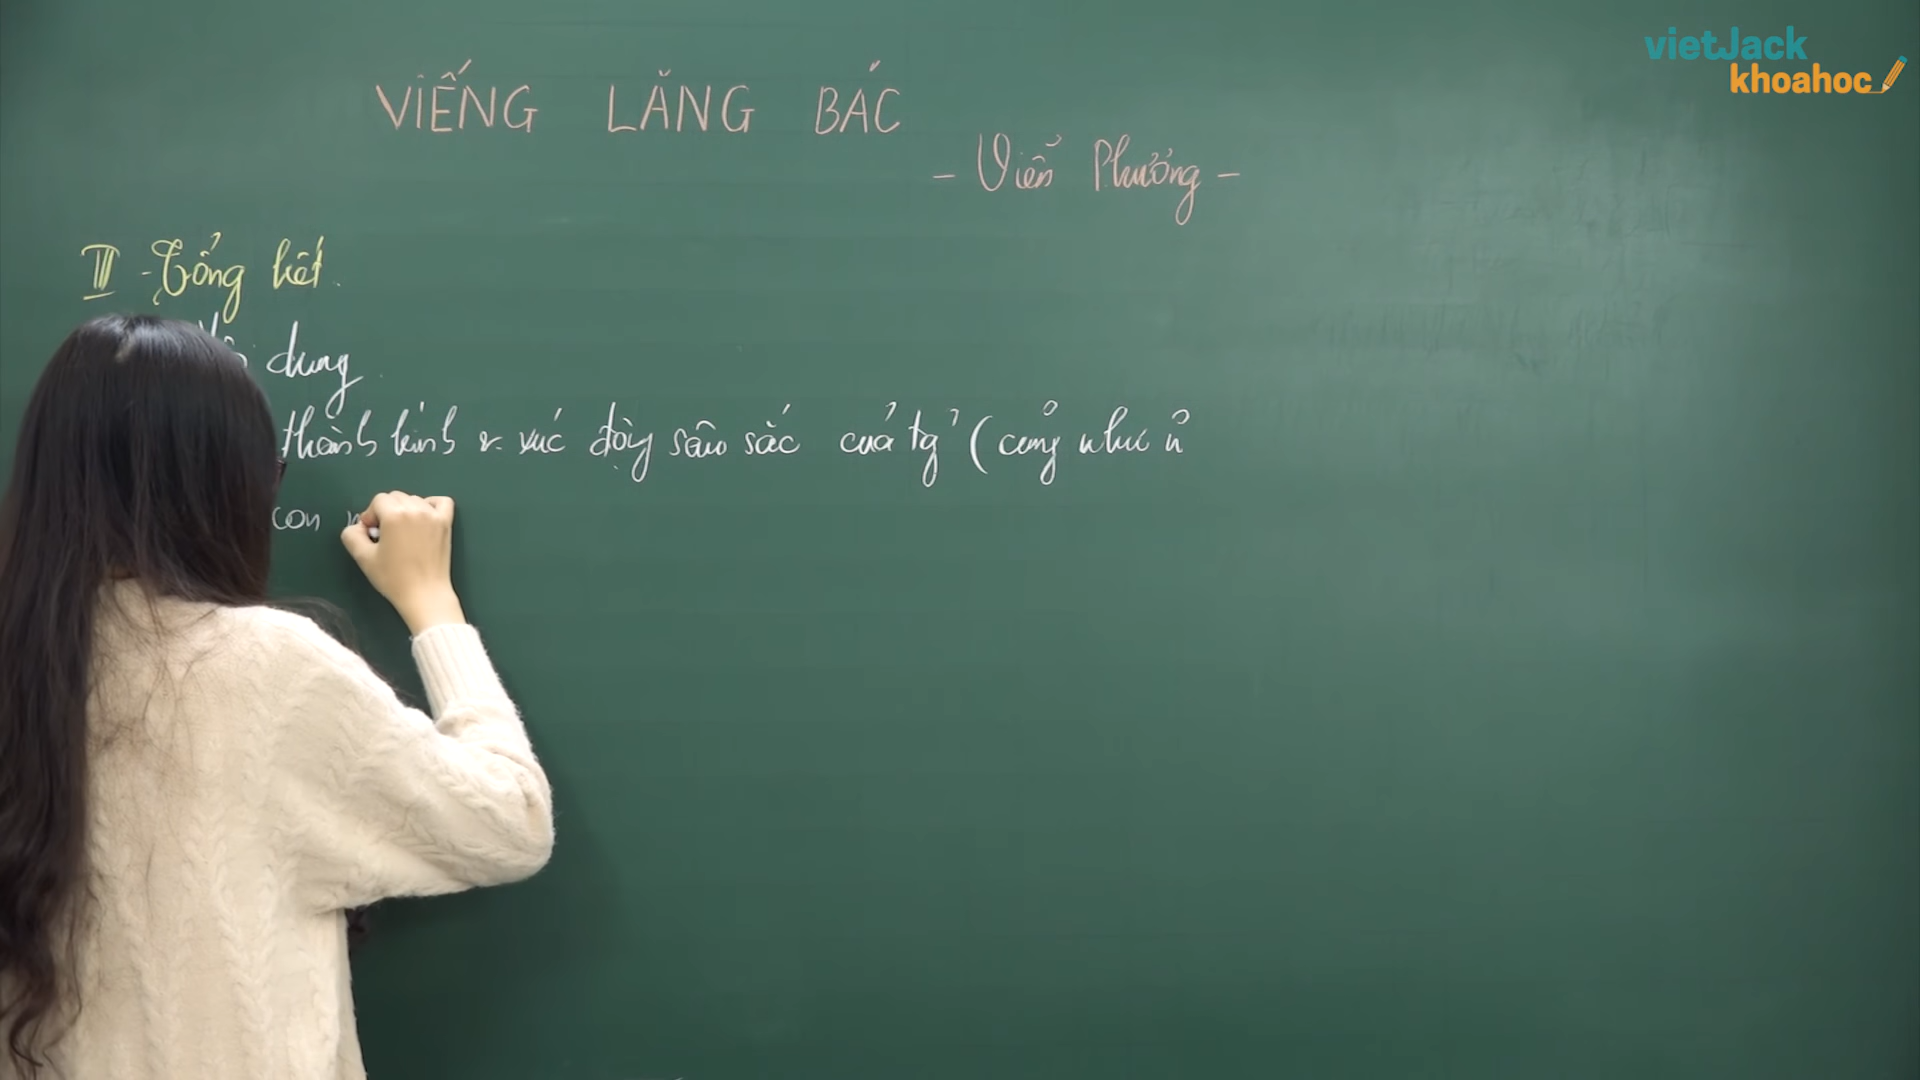 vietJack
khoahoc
VIẾNG LĂNG BÁC
- Viễn Phương -
III - Tổng kết.
dung
thành kính & xúc động sâu sắc của tg' (cũng như
con